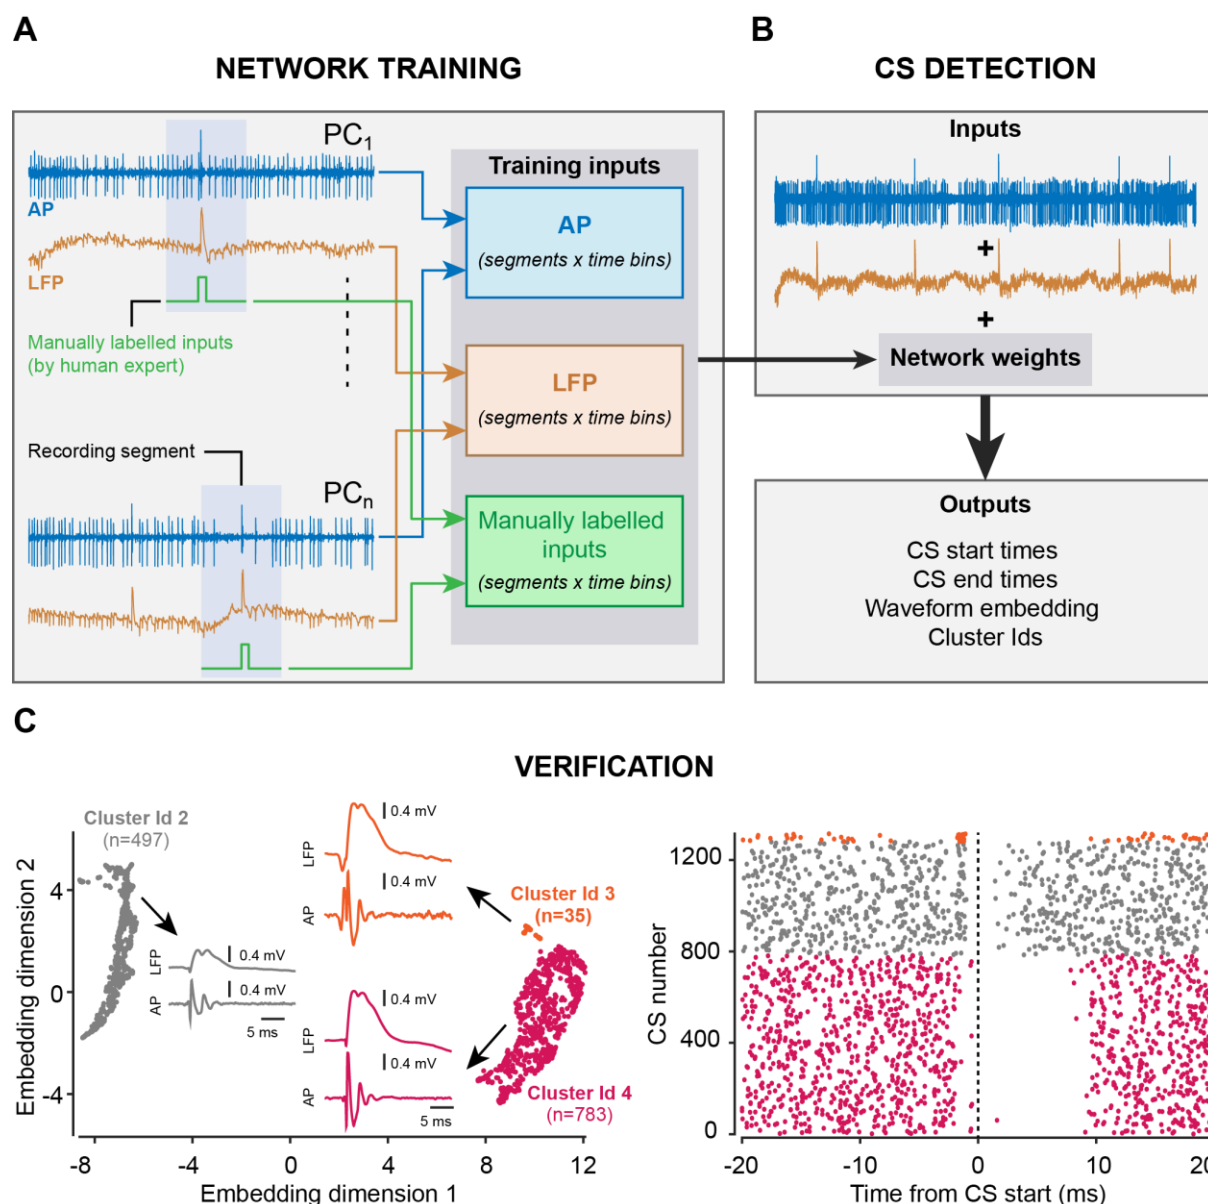 A
NETWORK TRAINING
PC1
AP
LFP
Manually labelled inputs
(by human expert)
Recording segment
PCn
Training inputs
AP
(segments x time bins)
LFP
(segments x time bins)
Manually labelled
inputs
(segments x time bins)
B
CS DETECTION
Inputs
+
+
Network weights
Outputs
CS start times
CS end times
Waveform embedding
Cluster Ids
C
VERIFICATION
Embedding dimension 2
4
0
-4
Cluster Id 2
(n=497)
LFP
0.4 mV
AP
0.4 mV
5 ms
LFP
0.4 mV
AP
0.4 mV
Cluster Id 3
(n=35)
LFP
0.4 mV
AP
0.4 mV
5 ms
Cluster Id 4
(n=783)
-8
-4
0
4
8
12
Embedding dimension 1
CS number
1200
800
400
0
-20
-10
0
10
20
Time from CS start (ms)